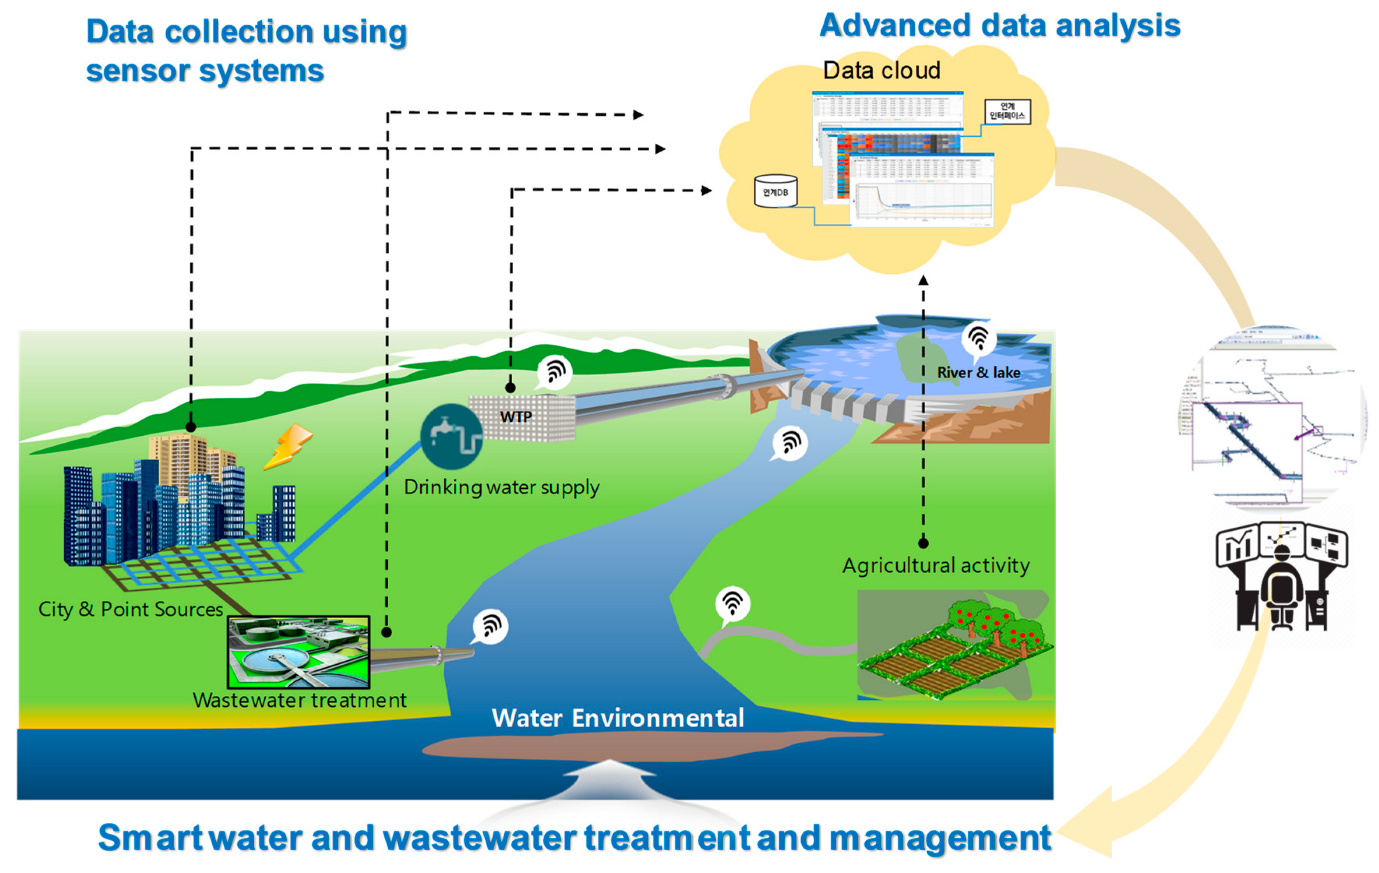 Data collection using
sensor systems
Advanced data analysis
Data cloud
연계
인터페이스
연계DB
River & lake
WTP
Drinking water supply
Agricultural activity
City & Point Sources
Wastewater treatment
Water Environmental
Smart water and wastewater treatment and management